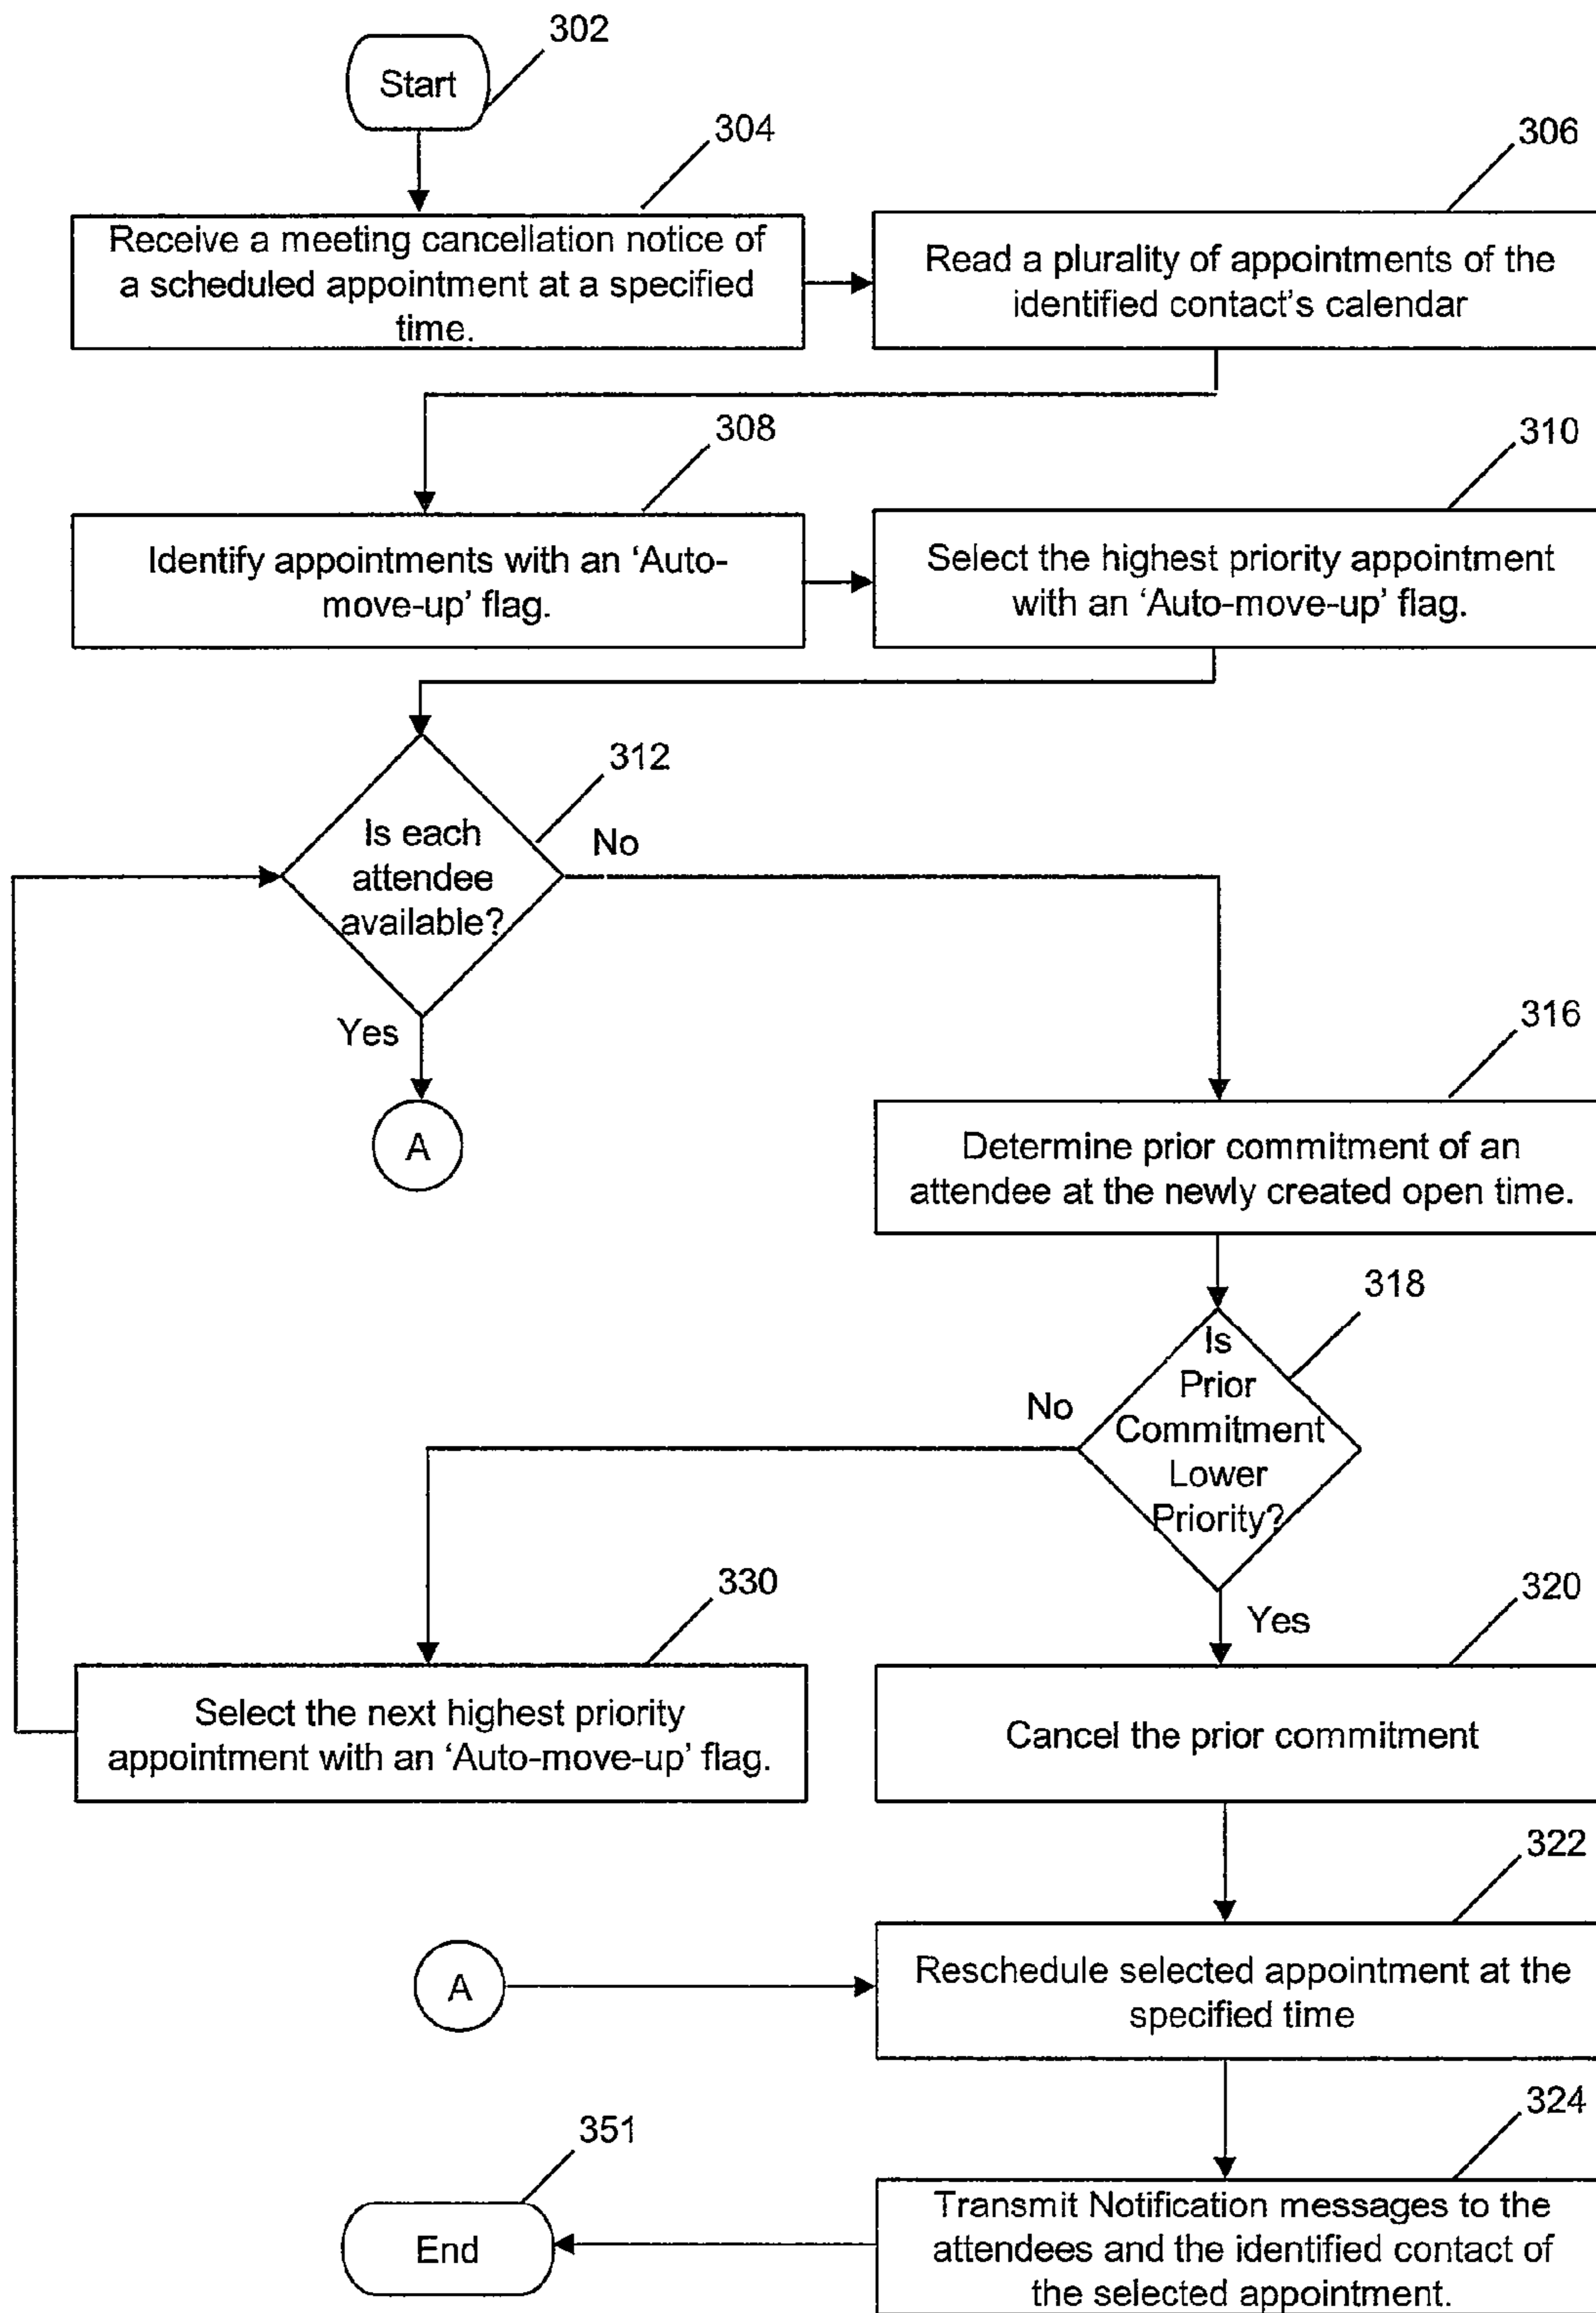 302
Start
304
306
Receive a meeting cancellation notice of
a scheduled appointment at a specified
time.
Read a plurality of appointments of the
identified contact's calendar
308
310
Identify appointments with an 'Auto-
move-up' flag.
Select the highest priority appointment
with an 'Auto-move-up' flag.
312
Is each
attendee
available?
No
Yes
A
316
Determine prior commitment of an
attendee at the newly created open time.
318
Is
Prior
Commitment
Lower
Priority?
No
Yes
330
320
Select the next highest priority
appointment with an 'Auto-move-up' flag.
Cancel the prior commitment
322
A
Reschedule selected appointment at the
specified time
324
351
Transmit Notification messages to the
attendees and the identified contact of
the selected appointment.
End